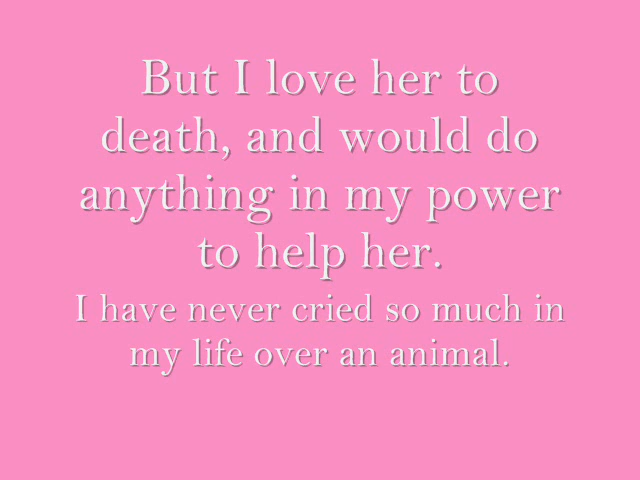 But I love her to
death, and would do
anything in my power
to help her.
I have never cried so much in
my life over an animal.